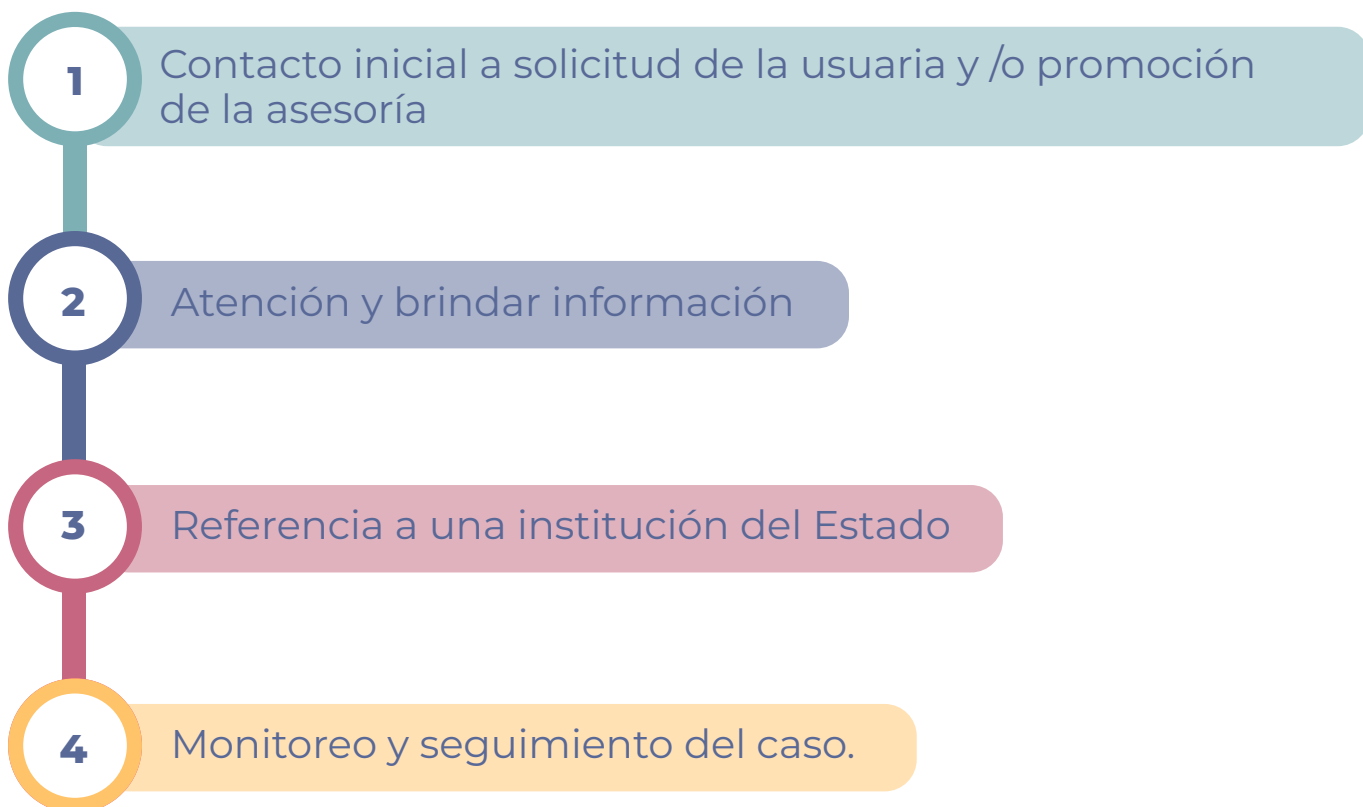 1
Contacto inicial a solicitud de la usuaria y /o promoción
de la asesoría
2
Atención y brindar información
3
Referencia a una institución del Estado
4
Monitoreo y seguimiento del caso.